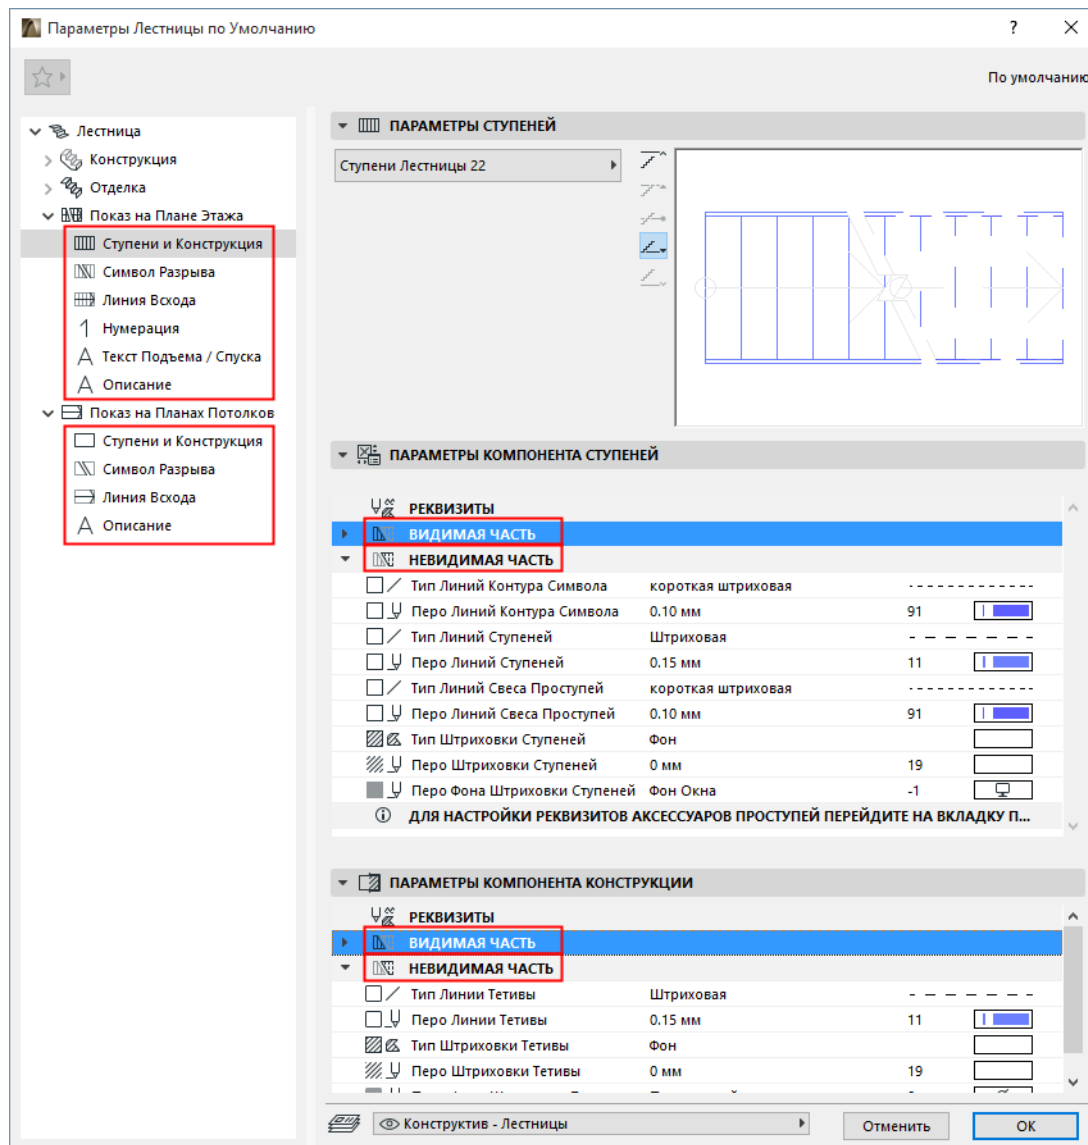 Параметры Лестницы по Умолчанию ?
По умолчанию
Лестница
Конструкция
Отделка
Показ на Плане Этажа
Ступени и Конструкция
Символ Разрыва
Линия Всхода
1 Нумерация
A Текст Подъема / Спуска
A Описание
Показ на Планах Потолков
Ступени и Конструкция
Символ Разрыва
Линия Всхода
A Описание
ПАРАМЕТРЫ СТУПЕНЕЙ
Ступени Лестницы 22
ПАРАМЕТРЫ КОМПОНЕНТА СТУПЕНЕЙ
РЕКВИЗИТЫ
ВИДИМАЯ ЧАСТЬ
НЕВИДИМАЯ ЧАСТЬ
Тип Линий Контура Символа короткая штриховая
Перо Линий Контура Символа 0.10 мм 91
Тип Линий Ступеней Штриховая
Перо Линий Ступеней 0.15 мм 11
Тип Линий Свеса Проступей короткая штриховая
Перо Линий Свеса Проступей 0.10 мм 91
Тип Штриховки Ступеней Фон
Перо Штриховки Ступеней 0 мм 19
Перо Фона Штриховки Ступеней Фон Окна -1
ДЛЯ НАСТРОЙКИ РЕКВИЗИТОВ АКСЕССУАРОВ ПРОСТУПЕЙ ПЕРЕЙДИТЕ НА ВКЛАДКУ П...
ПАРАМЕТРЫ КОМПОНЕНТА КОНСТРУКЦИИ
РЕКВИЗИТЫ
ВИДИМАЯ ЧАСТЬ
НЕВИДИМАЯ ЧАСТЬ
Тип Линии Тетивы Штриховая
Перо Линии Тетивы 0.15 мм 11
Тип Штриховки Тетивы Фон
Перо Штриховки Тетивы 0 мм 19
Конструктив - Лестницы
Отменить
ОК